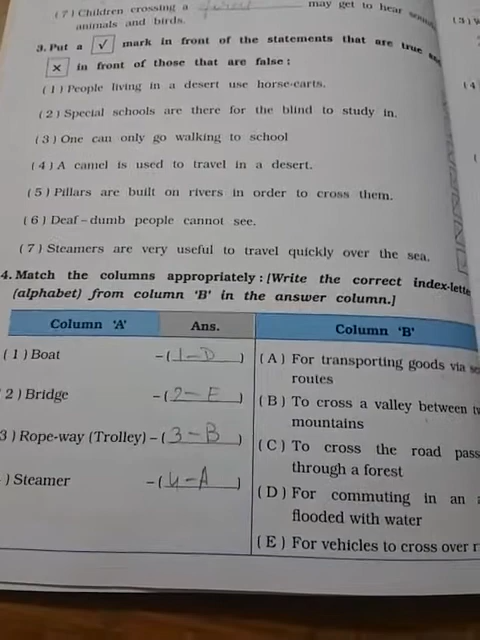 (7) Children crossing a forest may get to hear
animals and birds.
3. Put a √ mark in front of the statements that are true
× in front of those that are false :
(1) People living in a desert use horse-carts.
(2) Special schools are there for the blind to study in.
(3) One can only go walking to school
(4) A camel is used to travel in a desert.
(5) Pillars are built on rivers in order to cross them.
(6) Deaf-dumb people cannot see.
(7) Steamers are very useful to travel quickly over the sea.
4. Match the columns appropriately : [Write the correct index-lette
(alphabet) from column 'B' in the answer column.]
Column 'A' Ans. Column 'B'
(1) Boat -(1-D) (A) For transporting goods via
routes
2) Bridge -(2-E) (B) To cross a valley between
mountains
3) Rope-way (Trolley) -(3-B) (C) To cross the road pass
through a forest
) Steamer -(4-A) (D) For commuting in an
flooded with water
(E) For vehicles to cross over r
(3)
(4